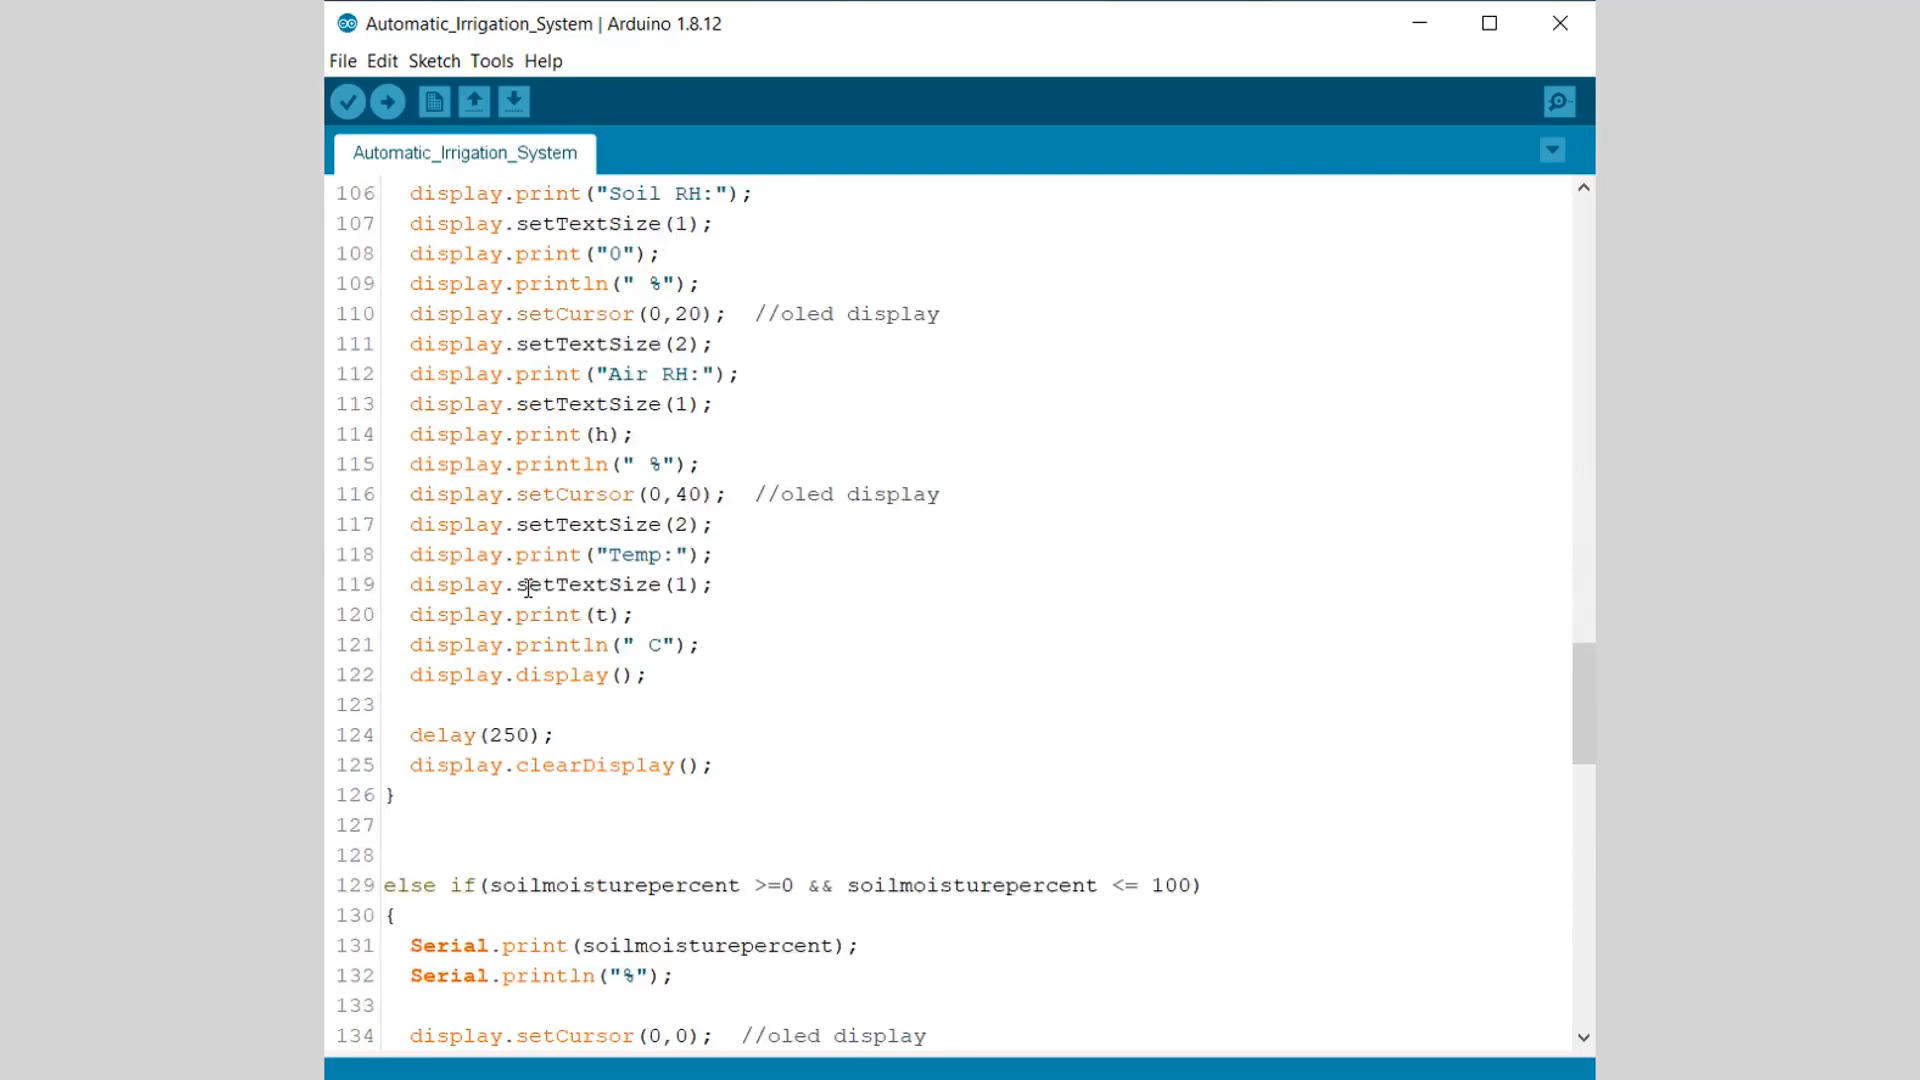 Automatic_Irrigation_System | Arduino 1.8.12
File Edit Sketch Tools Help
Automatic_Irrigation_System
106 display.print("Soil RH:");
107 display.setTextSize(1);
108 display.print("0");
109 display.println(" %");
110 display.setCursor(0,20); //oled display
111 display.setTextSize(2);
112 display.print("Air RH:");
113 display.setTextSize(1);
114 display.print(h);
115 display.println(" %");
116 display.setCursor(0,40); //oled display
117 display.setTextSize(2);
118 display.print("Temp:");
119 display.setTextSize(1);
120 display.print(t);
121 display.println(" C");
122 display.display();
123
124 delay(250);
125 display.clearDisplay();
126 }
127
128
129 else if(soilmoisturepercent >=0 && soilmoisturepercent <= 100)
130 {
131 Serial.print(soilmoisturepercent);
132 Serial.println("%");
133
134 display.setCursor(0,0); //oled display